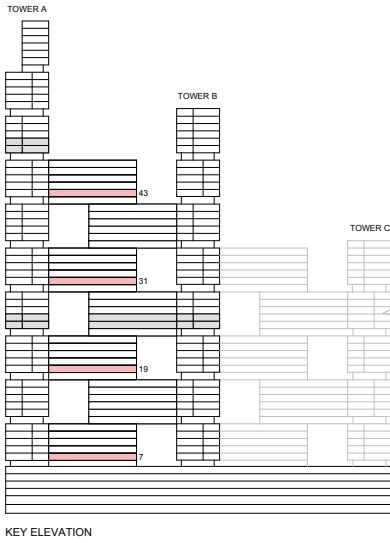 TOWER A
TOWER B
43
TOWER C
31
19
7
KEY ELEVATION